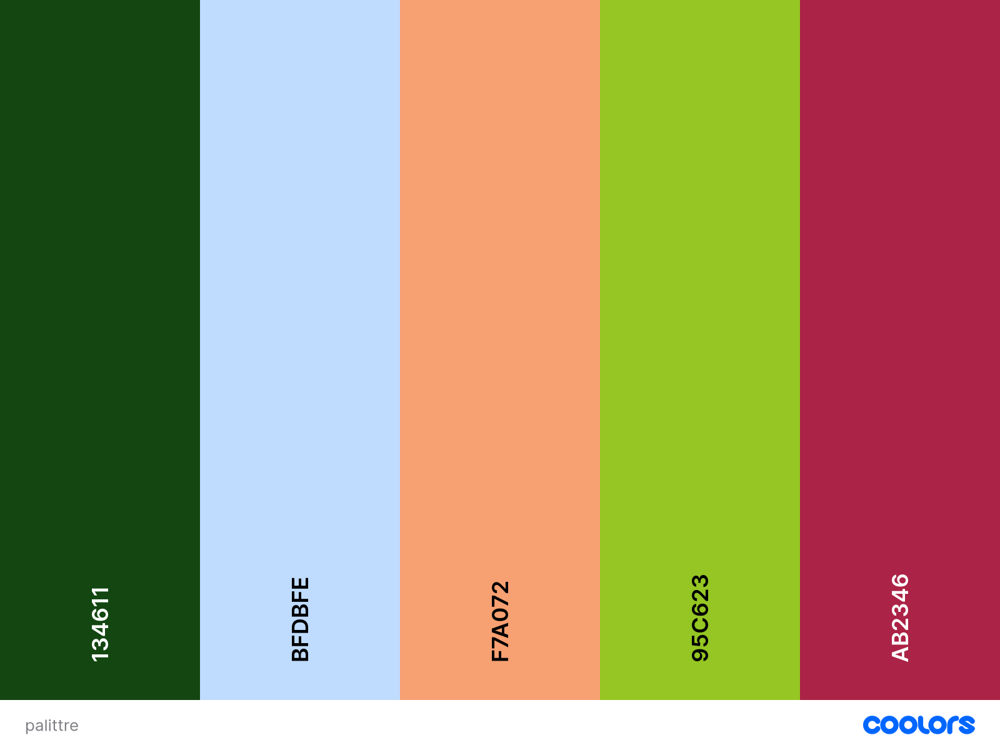 134611
BFDBFE
F7A072
95C623
AB2346
palittre
coolors